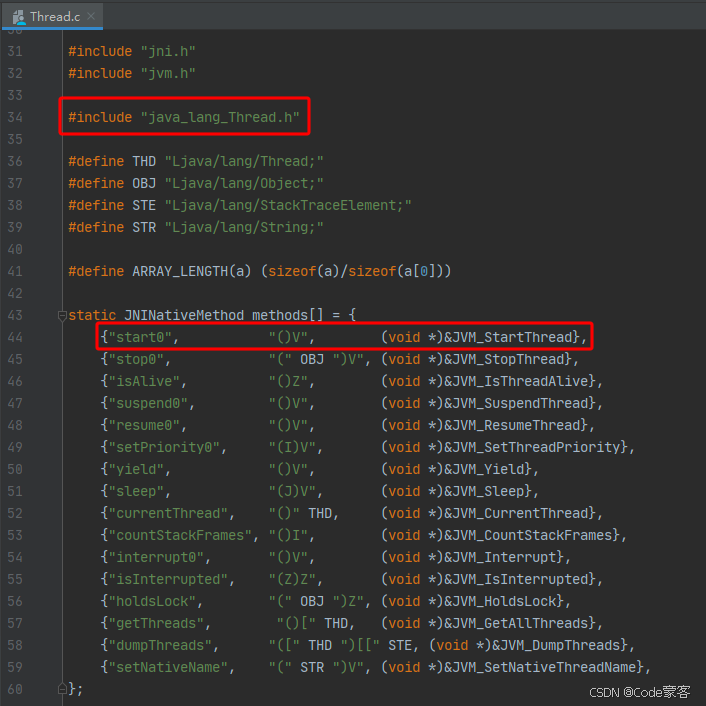 Thread.c
30
31 #include "jni.h"
32 #include "jvm.h"
33
34 #include "java_lang_Thread.h"
35
36 #define THD "Ljava/lang/Thread;"
37 #define OBJ "Ljava/lang/Object;"
38 #define STE "Ljava/lang/StackTraceElement;"
39 #define STR "Ljava/lang/String;"
40
41 #define ARRAY_LENGTH(a) (sizeof(a)/sizeof(a[0]))
42
43 static JNINativeMethod methods[] = {
44     {"start0",           "()V",        (void *)&JVM_StartThread},
45     {"stop0",            "(" OBJ ")V", (void *)&JVM_StopThread},
46     {"isAlive",          "()Z",        (void *)&JVM_IsThreadAlive},
47     {"suspend0",         "()V",        (void *)&JVM_SuspendThread},
48     {"resume0",          "()V",        (void *)&JVM_ResumeThread},
49     {"setPriority0",     "(I)V",       (void *)&JVM_SetThreadPriority},
50     {"yield",            "()V",        (void *)&JVM_Yield},
51     {"sleep",            "(J)V",       (void *)&JVM_Sleep},
52     {"currentThread",    "()" THD,     (void *)&JVM_CurrentThread},
53     {"countStackFrames", "()I",        (void *)&JVM_CountStackFrames},
54     {"interrupt0",       "()V",        (void *)&JVM_Interrupt},
55     {"isInterrupted",    "(Z)Z",       (void *)&JVM_IsInterrupted},
56     {"holdsLock",        "(" OBJ ")Z", (void *)&JVM_HoldsLock},
57     {"getThreads",        "()[" THD,   (void *)&JVM_GetAllThreads},
58     {"dumpThreads",      "([" THD ")[[" STE, (void *)&JVM_DumpThreads},
59     {"setNativeName",    "(" STR ")V", (void *)&JVM_SetNativeThreadName},
60 };
CSDN @Code豪客